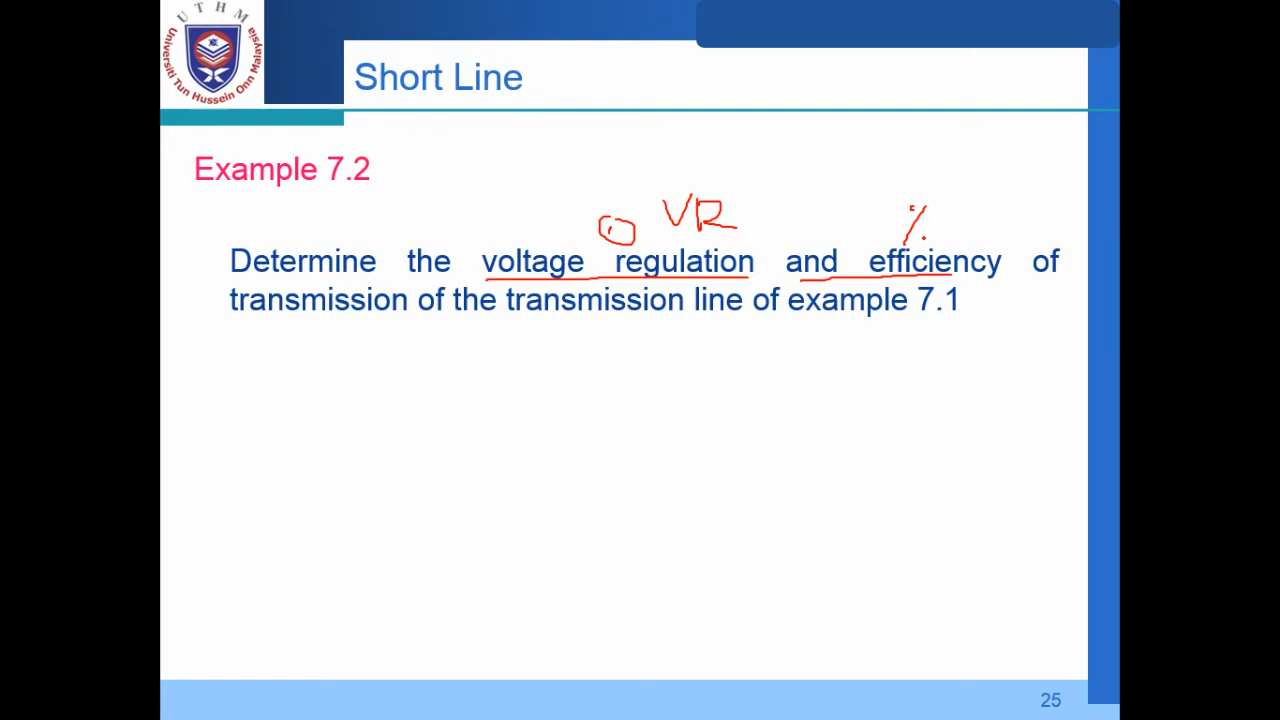 UTHM
Universiti Tun Hussein Onn Malaysia
Short Line
Example 7.2
VR %
Determine the voltage regulation and efficiency of
transmission of the transmission line of example 7.1
25